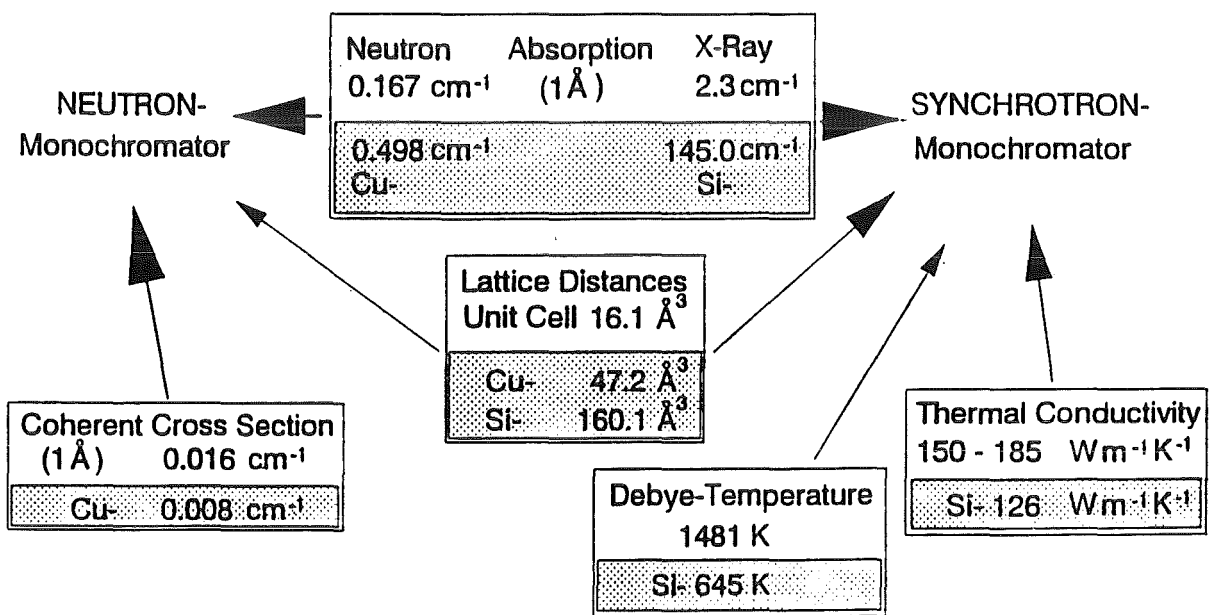 Neutron Absorption X-Ray
0.167 cm⁻¹ (1Å) 2.3 cm⁻¹
0.498 cm⁻¹ 145.0 cm⁻¹
Cu- Si-
NEUTRON-
Monochromator
SYNCHROTRON-
Monochromator
Lattice Distances
Unit Cell 16.1 Å³
Cu- 47.2 Å³
Si- 160.1 Å³
Coherent Cross Section
(1Å) 0.016 cm⁻¹
Cu- 0.008 cm⁻¹
Debye-Temperature
1481 K
Si- 645 K
Thermal Conductivity
150 - 185 Wm⁻¹K⁻¹
Si- 126 Wm⁻¹K⁻¹